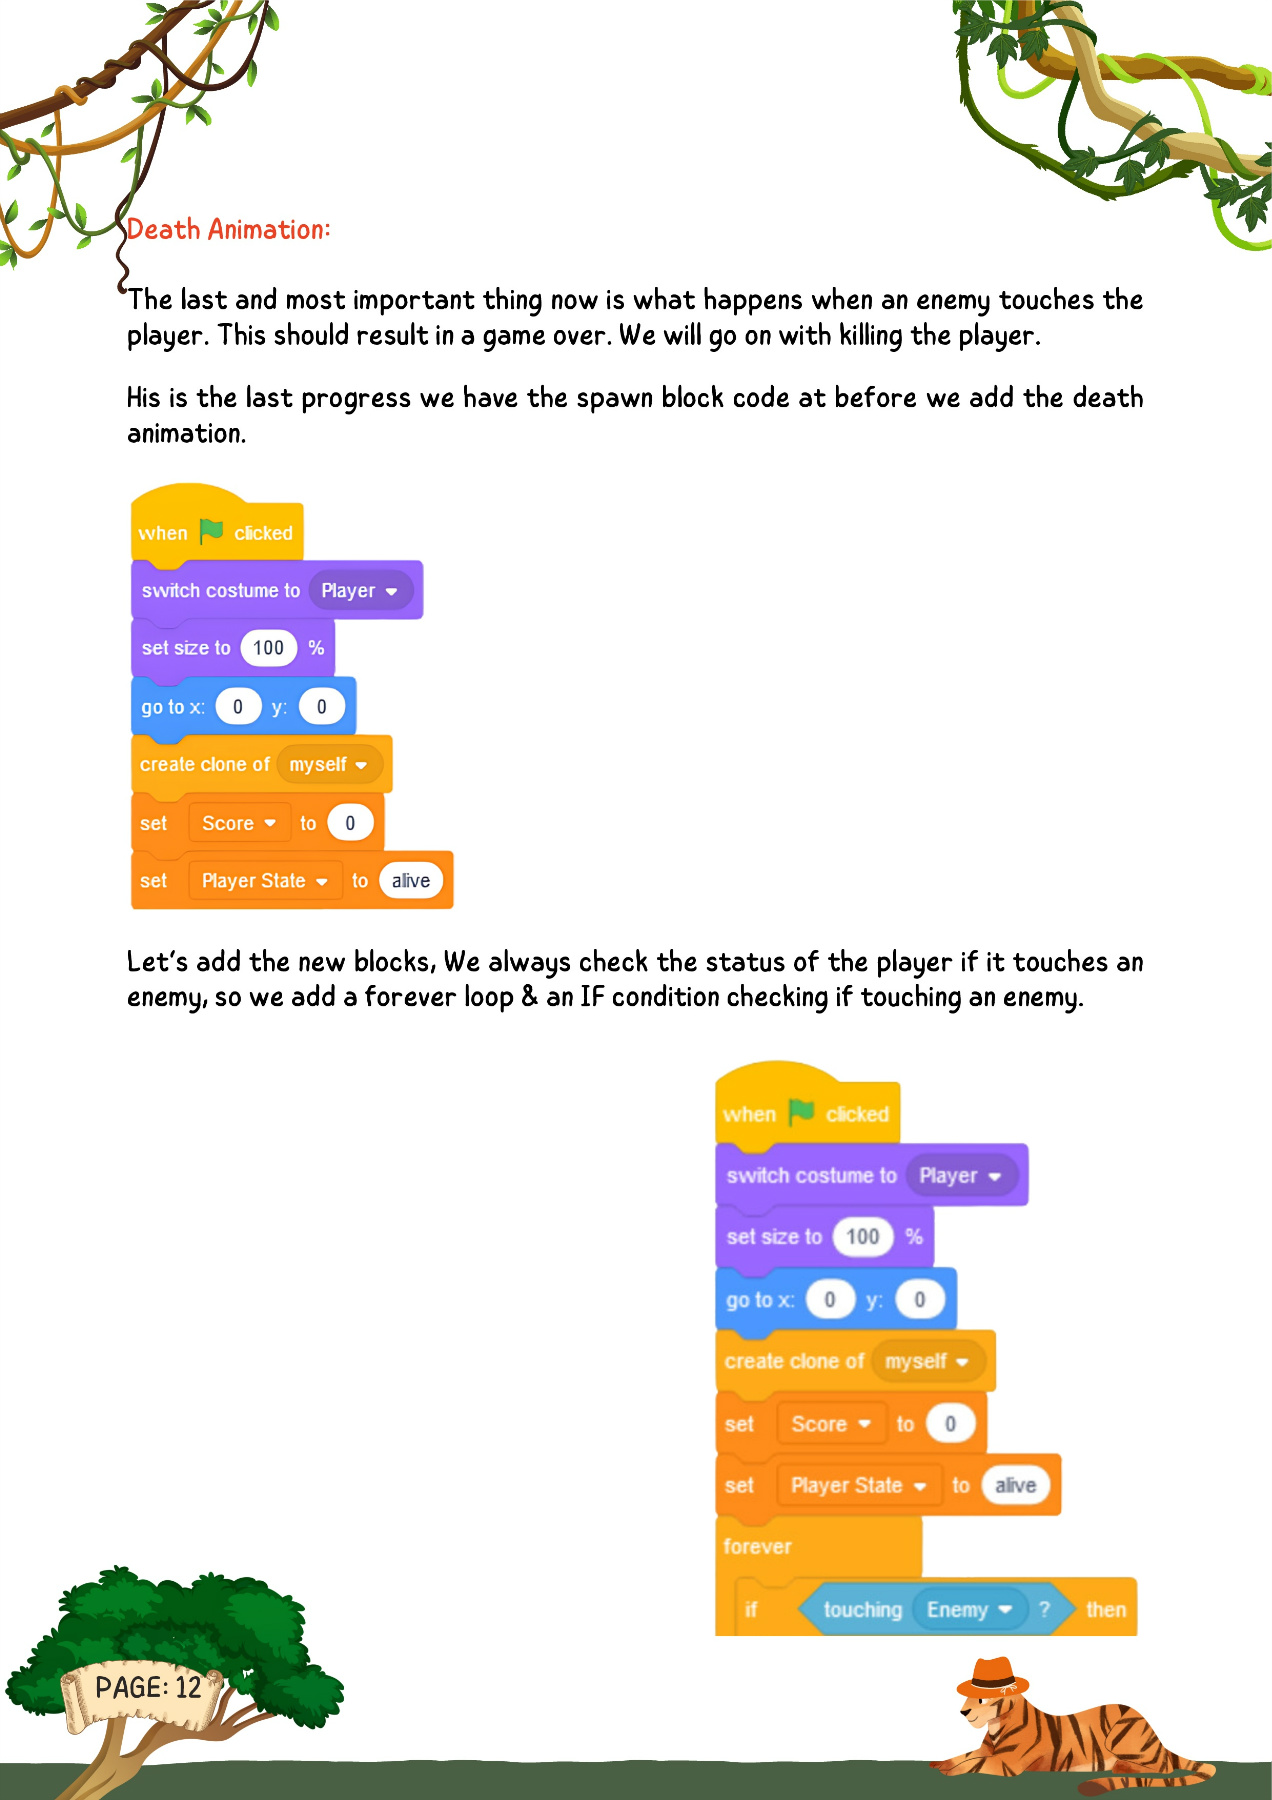 Death Animation:
The last and most important thing now is what happens when an enemy touches the
player. This should result in a game over. We will go on with killing the player.
His is the last progress we have the spawn block code at before we add the death
animation.
when clicked
switch costume to Player
set size to 100 %
go to x: 0 y: 0
create clone of myself
set Score to 0
set Player State to alive
Let's add the new blocks, We always check the status of the player if it touches an
enemy, so we add a forever loop & an IF condition checking if touching an enemy.
when clicked
switch costume to Player
set size to 100 %
go to x: 0 y: 0
create clone of myself
set Score to 0
set Player State to alive
forever
if touching Enemy ? then
PAGE: 12